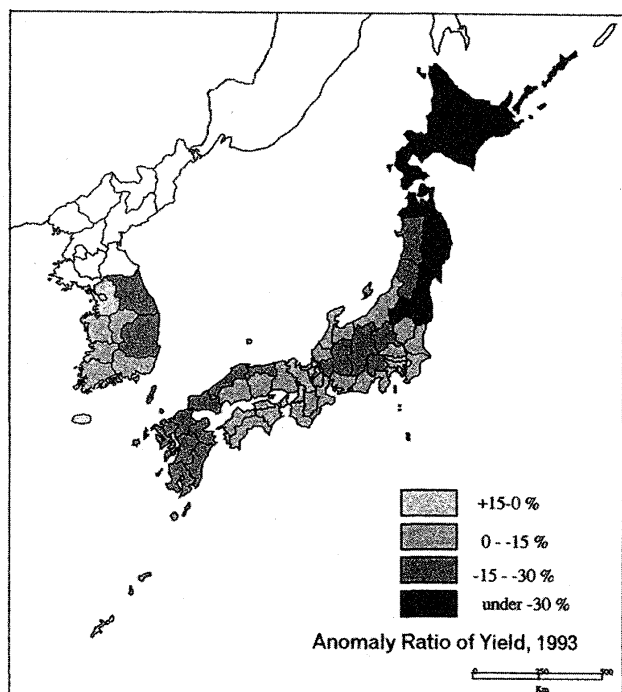 +15-0 %
0 - -15 %
-15 - -30 %
under -30 %
Anomaly Ratio of Yield, 1993
0 250 500
Km